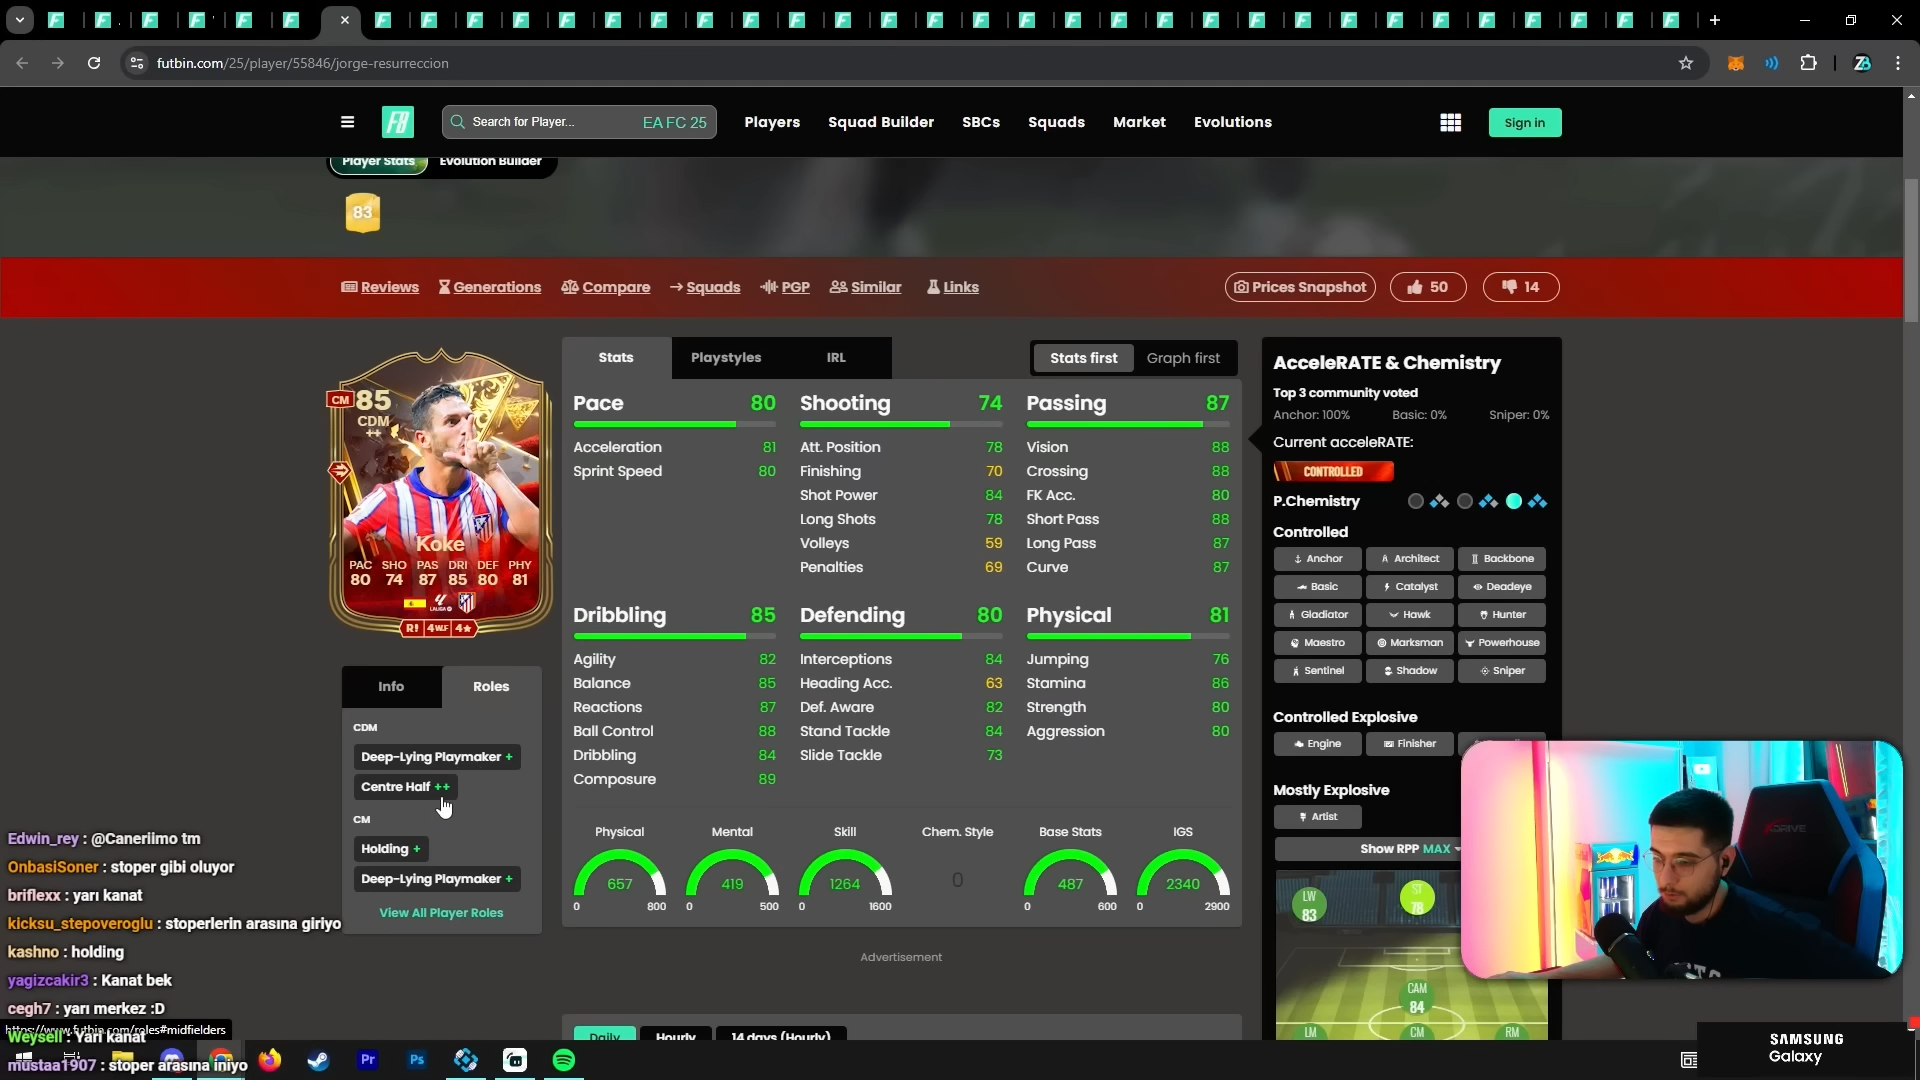 futbin.com/25/player/55846/jorge-resurreccion
Search for Player...
EA FC 25
Players
Squad Builder
SBCs
Squads
Market
Evolutions
Sign in
Player Stats
Evolution Builder
83
Reviews
Generations
Compare
Squads
PGP
Similar
Links
Prices Snapshot
50
14
CM
85
CDM
++
Koke
PAC SHO PAS DRI DEF PHY
80 74 87 85 80 81
R! 4 W.F 4★
Stats
Playstyles
IRL
Stats first
Graph first
Pace 80
Acceleration 81
Sprint Speed 80
Shooting 74
Att. Position 78
Finishing 70
Shot Power 84
Long Shots 78
Volleys 59
Penalties 69
Passing 87
Vision 88
Crossing 88
FK Acc. 80
Short Pass 88
Long Pass 87
Curve 87
Dribbling 85
Agility 82
Balance 85
Reactions 87
Ball Control 88
Dribbling 84
Composure 89
Defending 80
Interceptions 84
Heading Acc. 63
Def. Aware 82
Stand Tackle 84
Slide Tackle 73
Physical 81
Jumping 76
Stamina 86
Strength 80
Aggression 80
Physical
657
0 800
Mental
419
0 500
Skill
1264
0 1600
Chem. Style
0
Base Stats
487
0 600
IGS
2340
0 2900
Advertisement
Daily
Hourly
14 days (Hourly)
Info
Roles
CDM
Deep-Lying Playmaker +
Centre Half ++
CM
Holding +
Deep-Lying Playmaker +
View All Player Roles
AcceleRATE & Chemistry
Top 3 community voted
Anchor: 100% Basic: 0% Sniper: 0%
Current acceleRATE:
CONTROLLED
P.Chemistry
Controlled
Anchor Architect Backbone
Basic Catalyst Deadeye
Gladiator Hawk Hunter
Maestro Marksman Powerhouse
Sentinel Shadow Sniper
Controlled Explosive
Engine Finisher
Mostly Explosive
Artist
Show RPP MAX
LW
83
ST
78
CAM
84
LM
CM
RM
Edwin_rey : @Caneriimo tm
OnbasiSoner : stoper gibi oluyor
briflexx : yarı kanat
kicksu_stepoveroglu : stoperlerin arasına giriyo
kashno : holding
yagizcakir3 : Kanat bek
cegh7 : yarı merkez :D
https://www.futbin.com/roles#midfielders
Weysell : Yarı kanat
mustaa1907 : stoper arasına iniyo
Pr
Ps
SAMSUNG
Galaxy